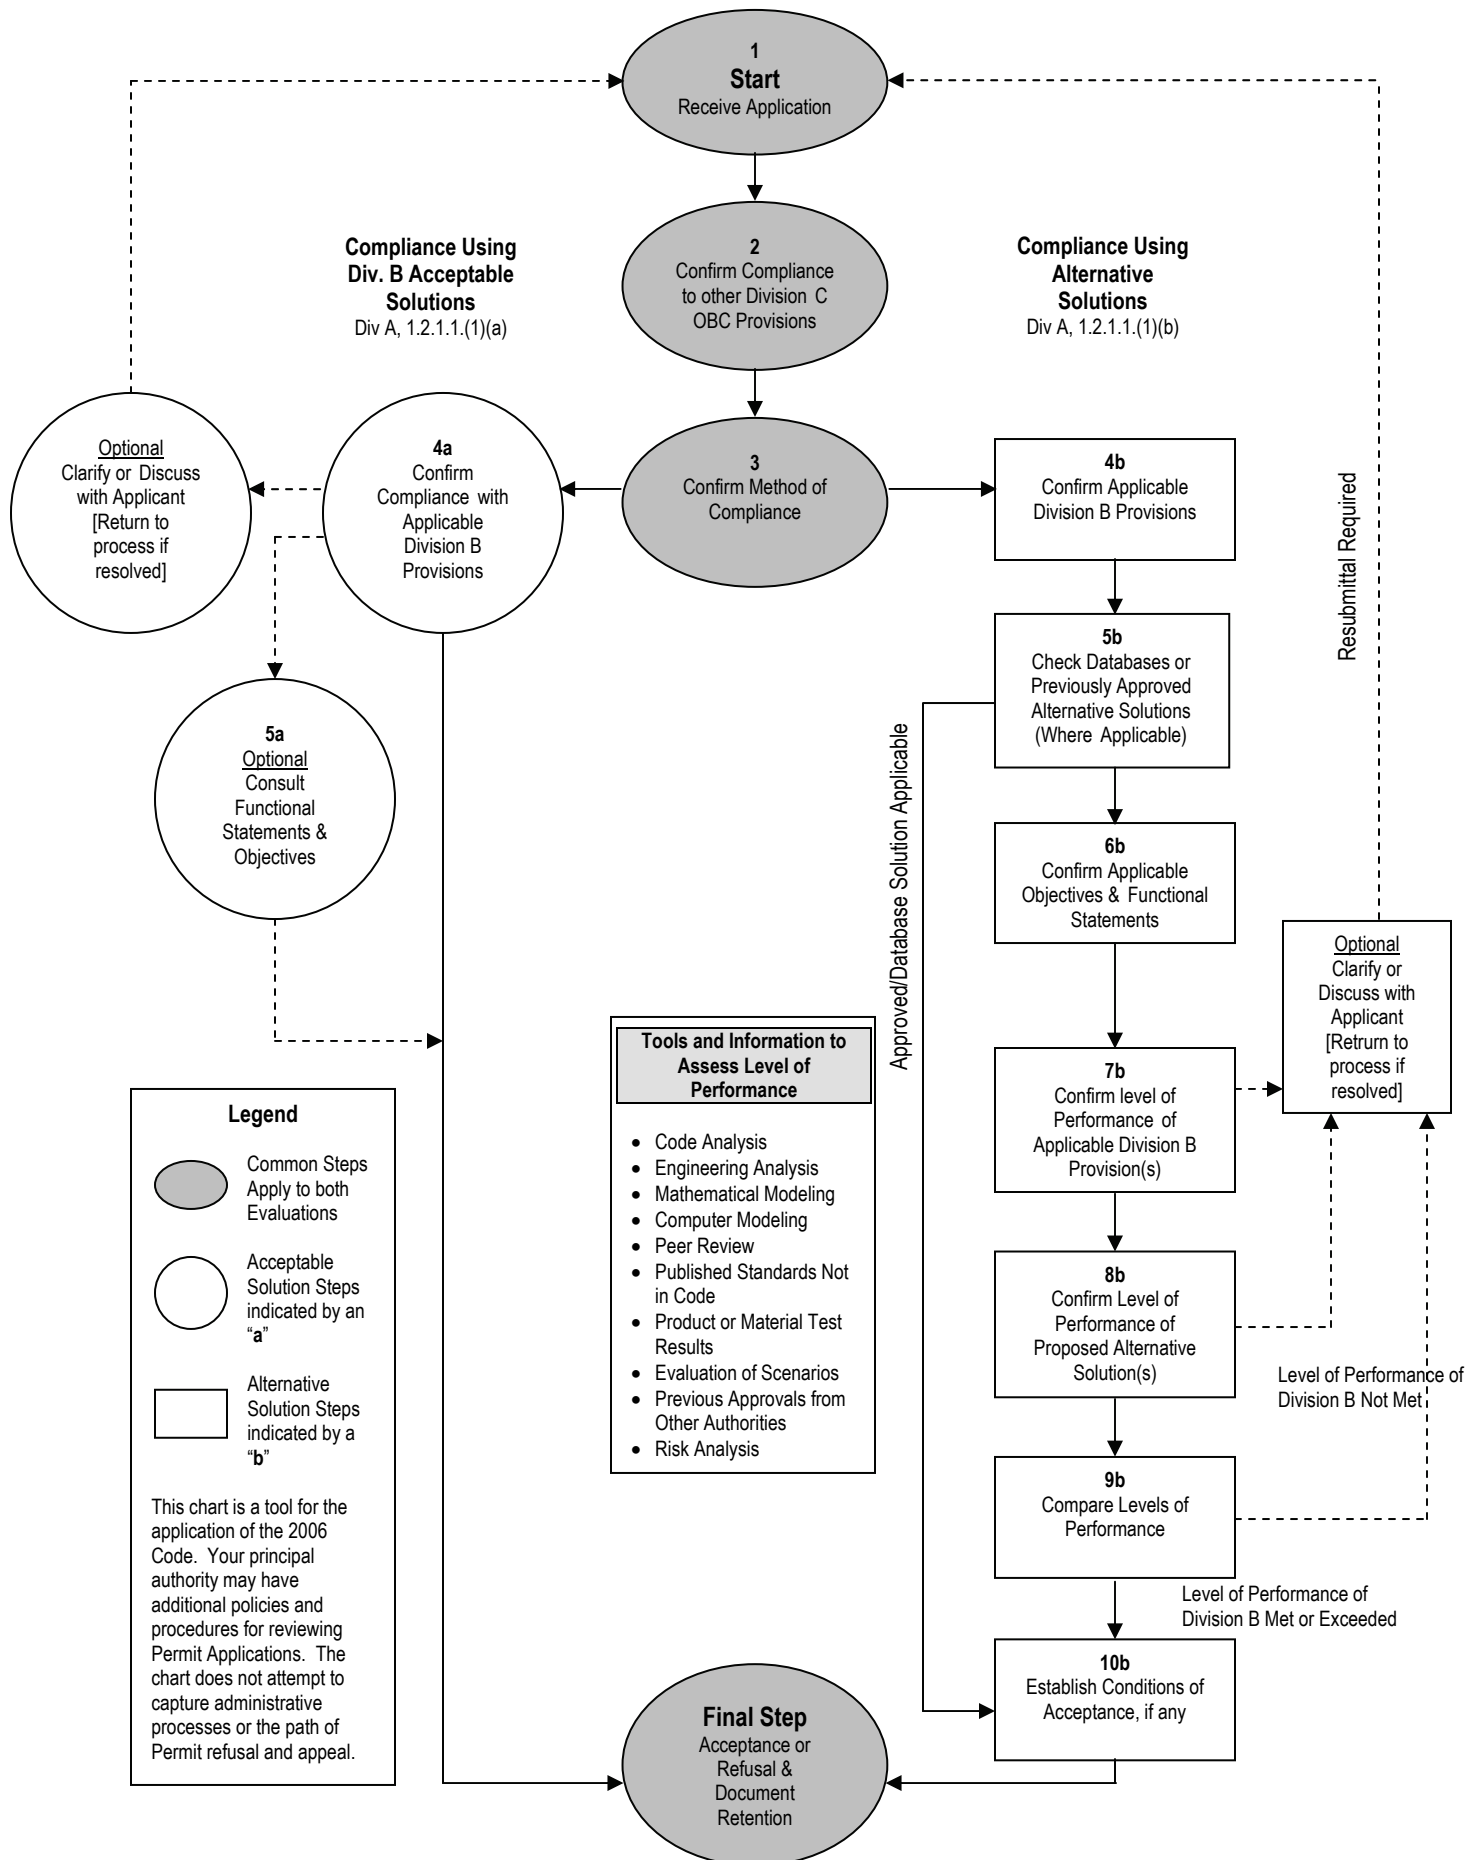 1
Start
Receive Application
Compliance Using
Div. B Acceptable
Solutions
Div A, 1.2.1.1.(1)(a)
2
Confirm Compliance
to other Division C
OBC Provisions
Compliance Using
Alternative
Solutions
Div A, 1.2.1.1.(1)(b)
Optional
Clarify or Discuss
with Applicant
[Return to
process if
resolved]
4a
Confirm
Compliance with
Applicable
Division B
Provisions
3
Confirm Method of
Compliance
4b
Confirm Applicable
Division B Provisions
Resubmittal Required
5b
Check Databases or
Previously Approved
Alternative Solutions
(Where Applicable)
5a
Optional
Consult
Functional
Statements &
Objectives
Approved/Database Solution Applicable
6b
Confirm Applicable
Objectives & Functional
Statements
Optional
Clarify or
Discuss with
Applicant
[Retrurn to
process if
resolved]
Tools and Information to
Assess Level of
Performance
• Code Analysis
• Engineering Analysis
• Mathematical Modeling
• Computer Modeling
• Peer Review
• Published Standards Not
in Code
• Product or Material Test
Results
• Evaluation of Scenarios
• Previous Approvals from
Other Authorities
• Risk Analysis
7b
Confirm level of
Performance of
Applicable Division B
Provision(s)
Legend
Common Steps
Apply to both
Evaluations
Acceptable
Solution Steps
indicated by an
“a”
Alternative
Solution Steps
indicated by a
“b”
This chart is a tool for the
application of the 2006
Code. Your principal
authority may have
additional policies and
procedures for reviewing
Permit Applications. The
chart does not attempt to
capture administrative
processes or the path of
Permit refusal and appeal.
8b
Confirm Level of
Performance of
Proposed Alternative
Solution(s)
Level of Performance of
Division B Not Met
9b
Compare Levels of
Performance
Level of Performance of
Division B Met or Exceeded
10b
Establish Conditions of
Acceptance, if any
Final Step
Acceptance or
Refusal &
Document
Retention